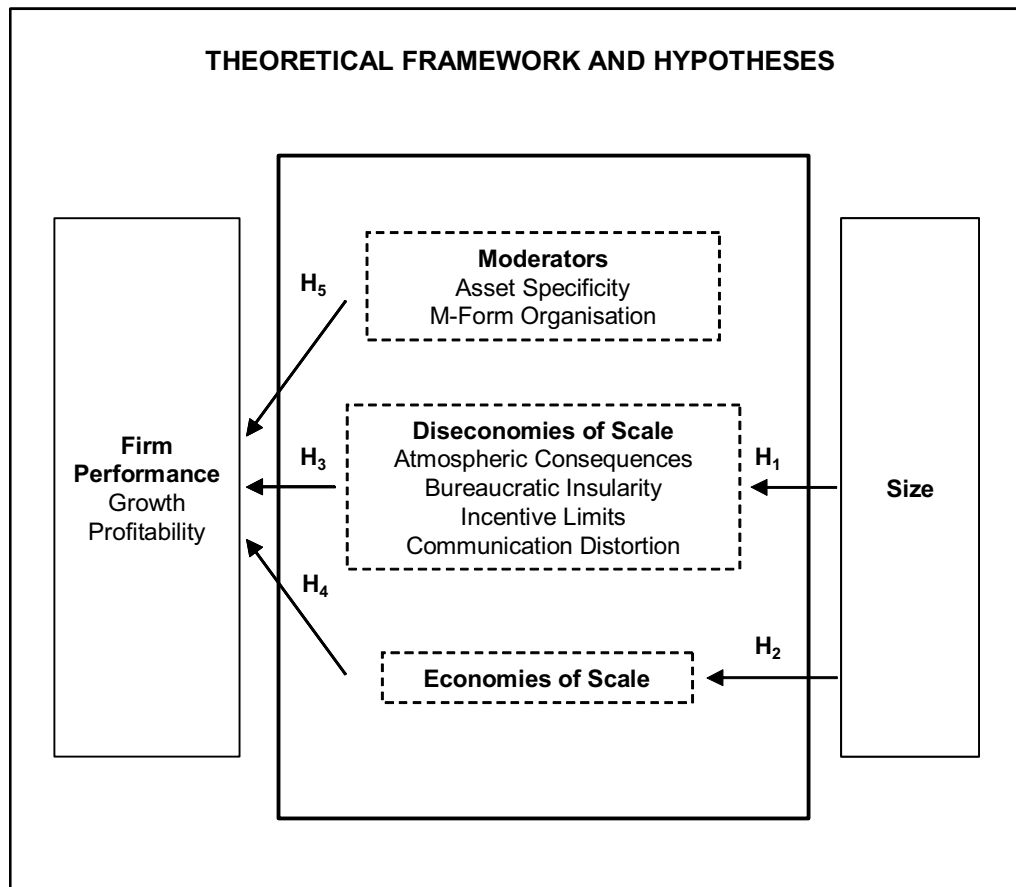 THEORETICAL FRAMEWORK AND HYPOTHESES
Moderators
Asset Specificity
M-Form Organisation
H5
Diseconomies of Scale
Atmospheric Consequences
Bureaucratic Insularity
Incentive Limits
Communication Distortion
H3
H1
Firm
Performance
Growth
Profitability
Size
H4
H2
Economies of Scale